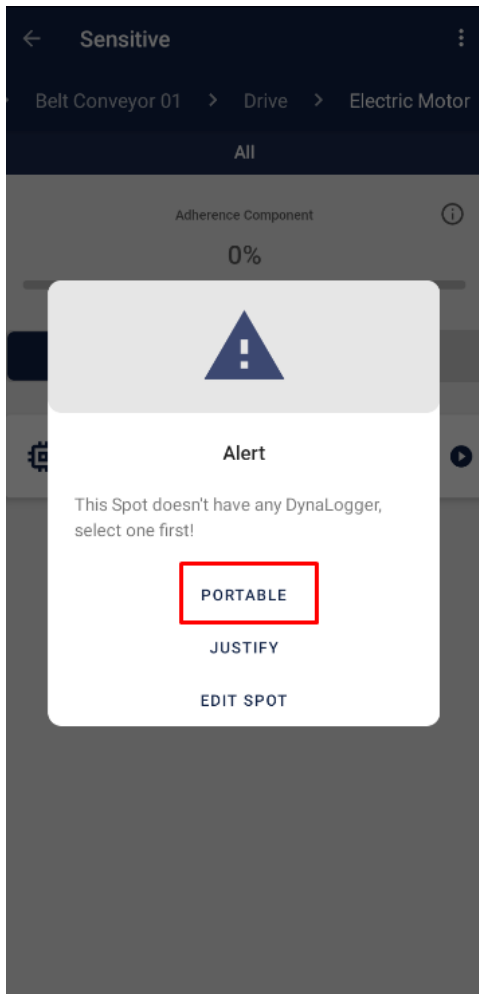 Sensitive
Belt Conveyor 01 > Drive > Electric Motor
All
Adherence Component
0%
Alert
This Spot doesn't have any DynaLogger,
select one first!
PORTABLE
JUSTIFY
EDIT SPOT